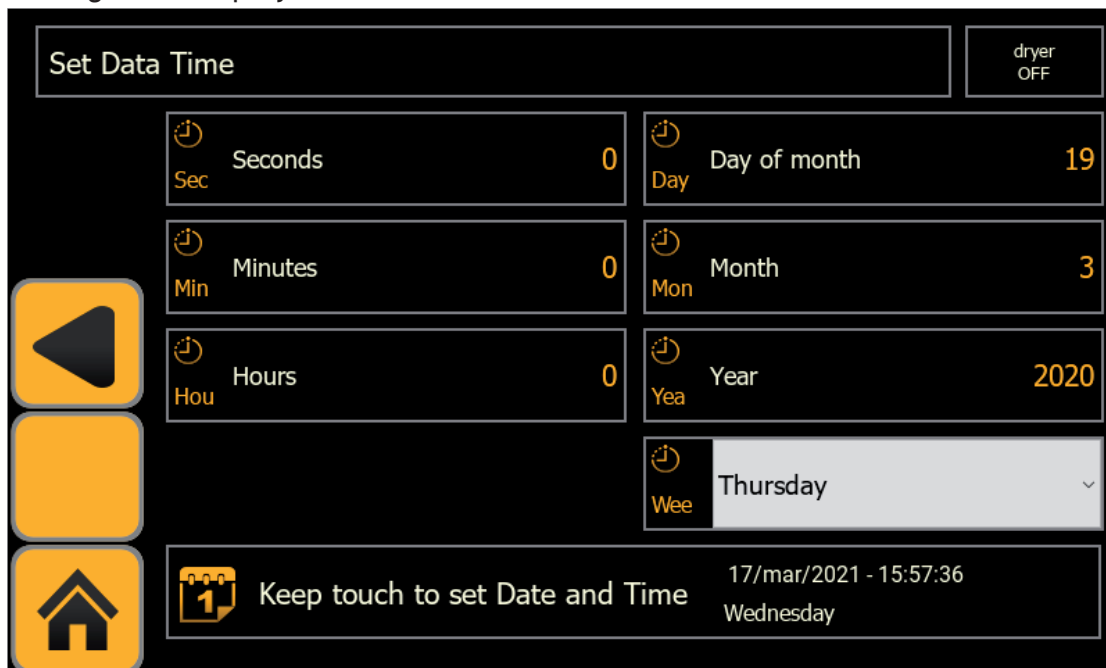 Set Data Time
dryer
OFF
Sec
Seconds
0
Day
Day of month
19
Min
Minutes
0
Mon
Month
3
Hou
Hours
0
Yea
Year
2020
Wee
Thursday
1
Keep touch to set Date and Time
17/mar/2021 - 15:57:36
Wednesday